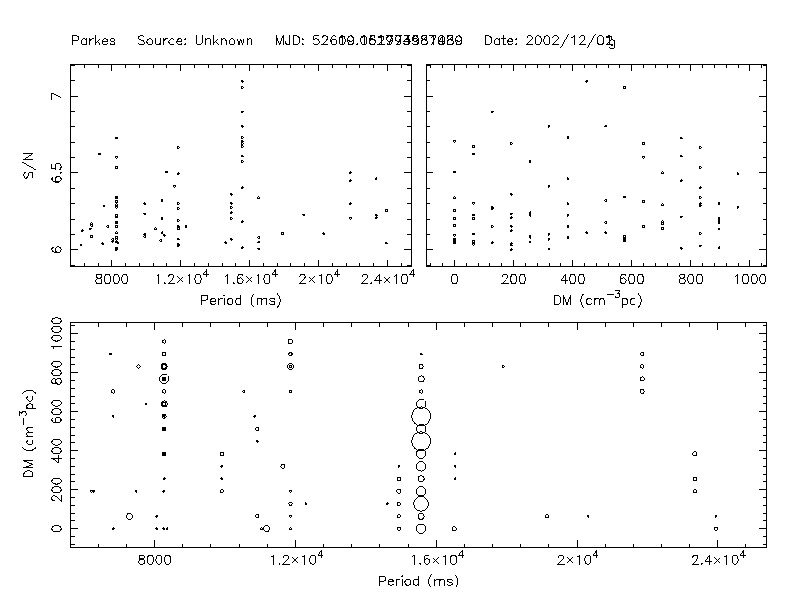 Parkes Source: Unknown MJD: Date: 2002/12/
7
6.5
6
S/N
8000 1.2×10⁴ 1.6×10⁴ 2×10⁴ 2.4×10⁴
Period (ms)
0 200 400 600 800 1000
DM (cm⁻³pc)
1000
800
600
400
200
0
DM (cm⁻³pc)
8000 1.2×10⁴ 1.6×10⁴ 2×10⁴ 2.4×10⁴
Period (ms)